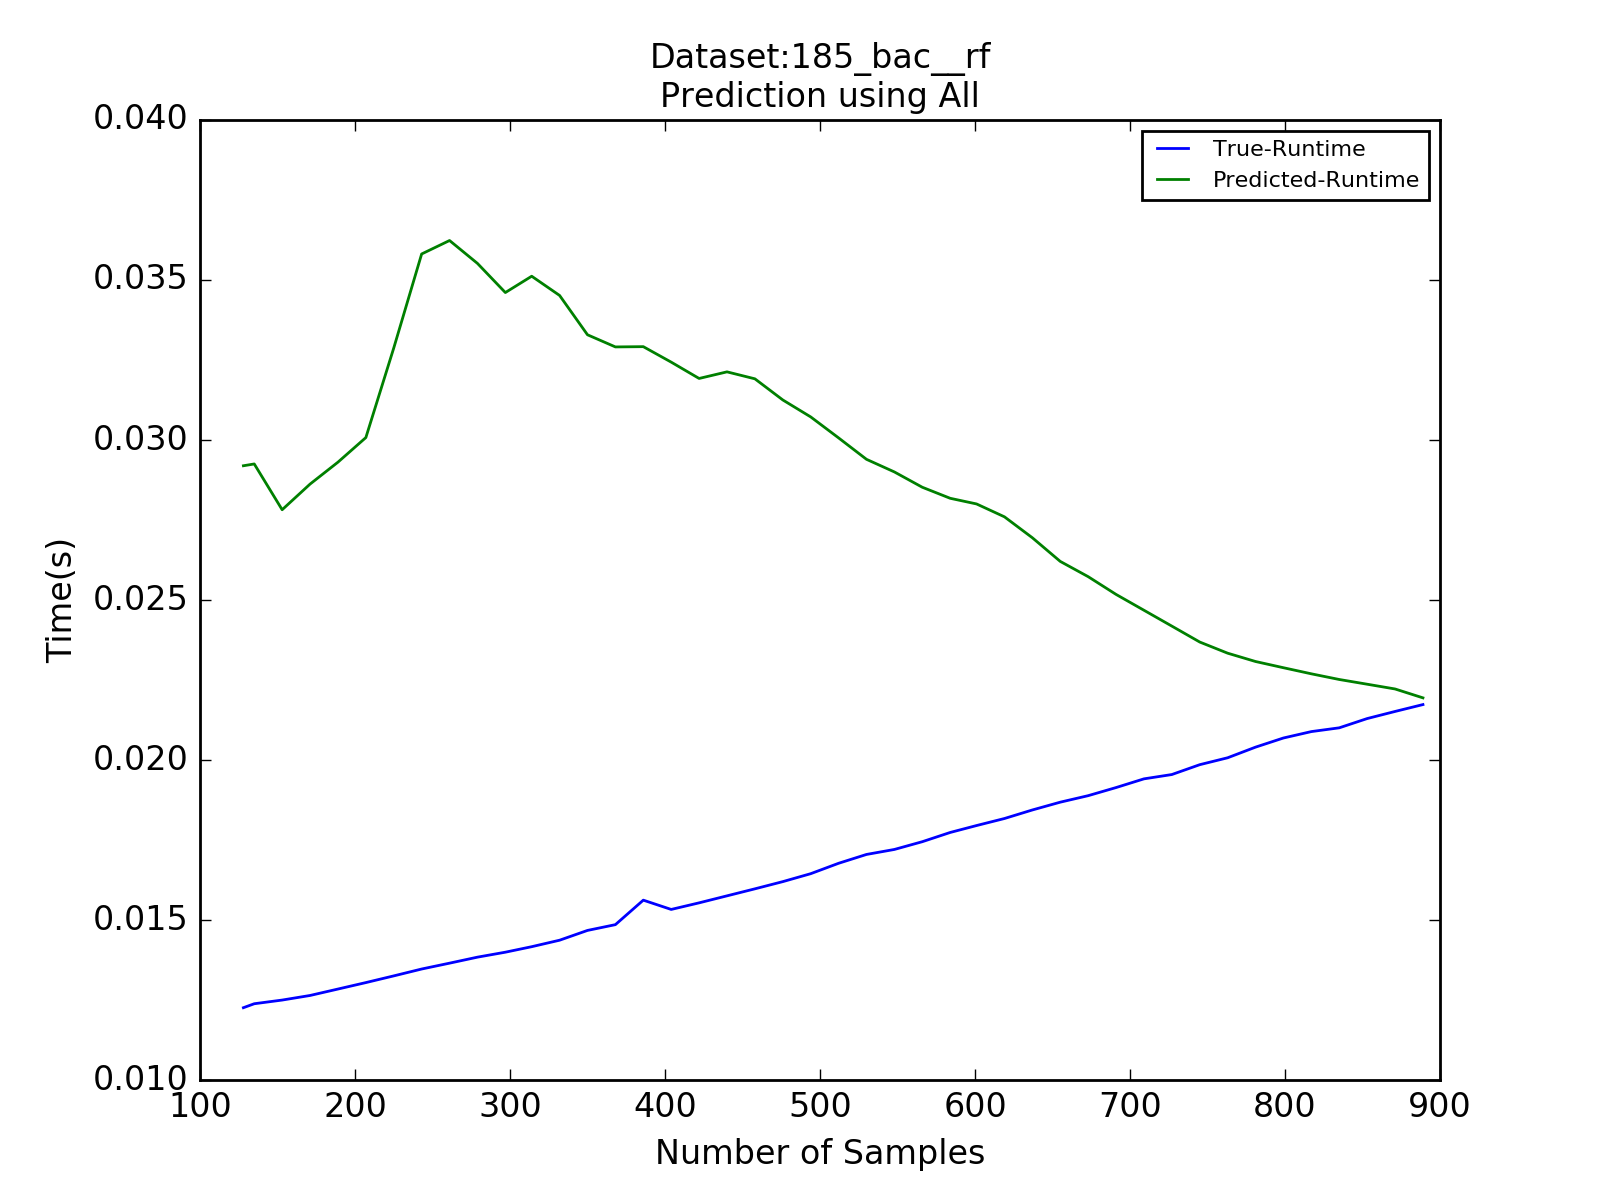 Dataset:185_bac__rf
Prediction using All
True-Runtime
Predicted-Runtime
0.040
0.035
0.030
0.025
0.020
0.015
0.010
Time(s)
100 200 300 400 500 600 700 800 900
Number of Samples